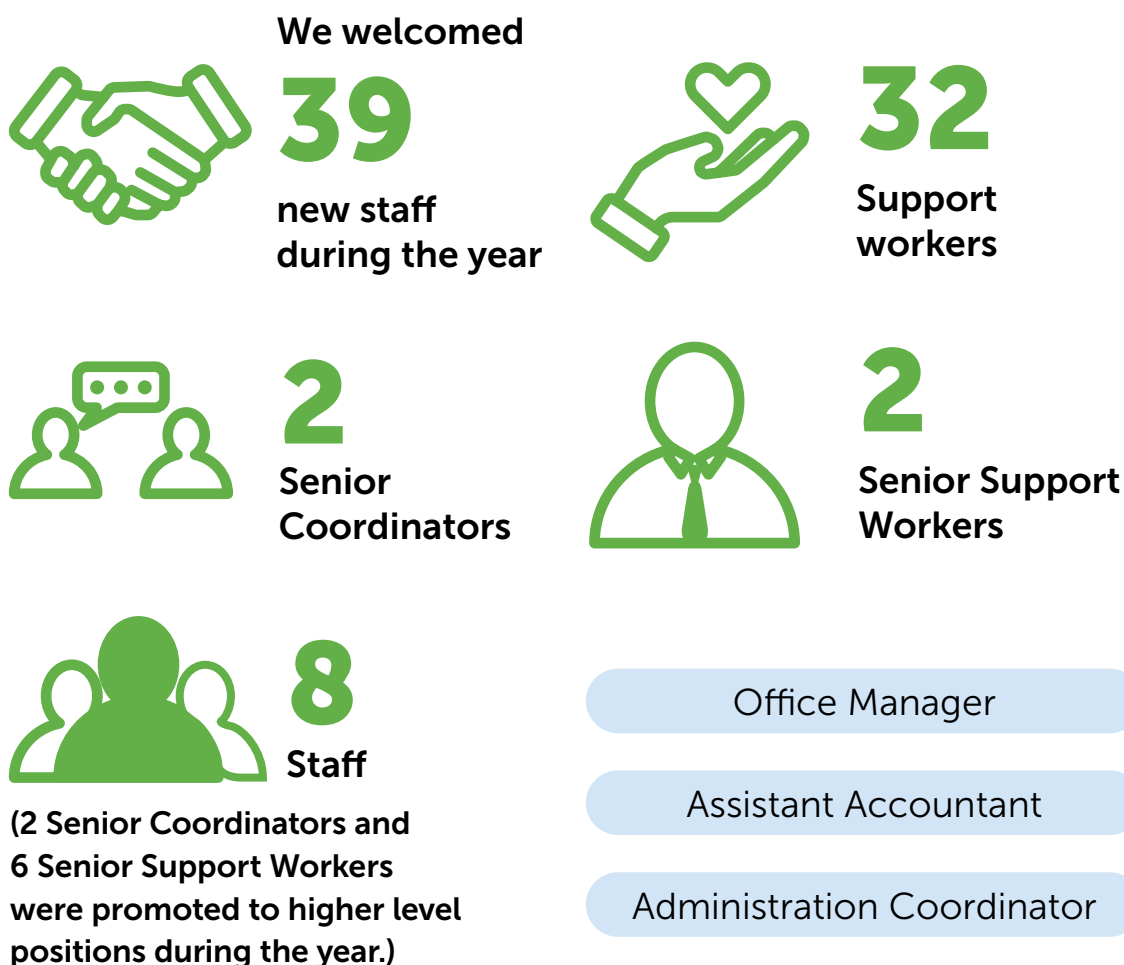 We welcomed
39
new staff
during the year
32
Support
workers
2
Senior
Coordinators
2
Senior Support
Workers
8
Staff
(2 Senior Coordinators and
6 Senior Support Workers
were promoted to higher level
positions during the year.)
Office Manager
Assistant Accountant
Administration Coordinator